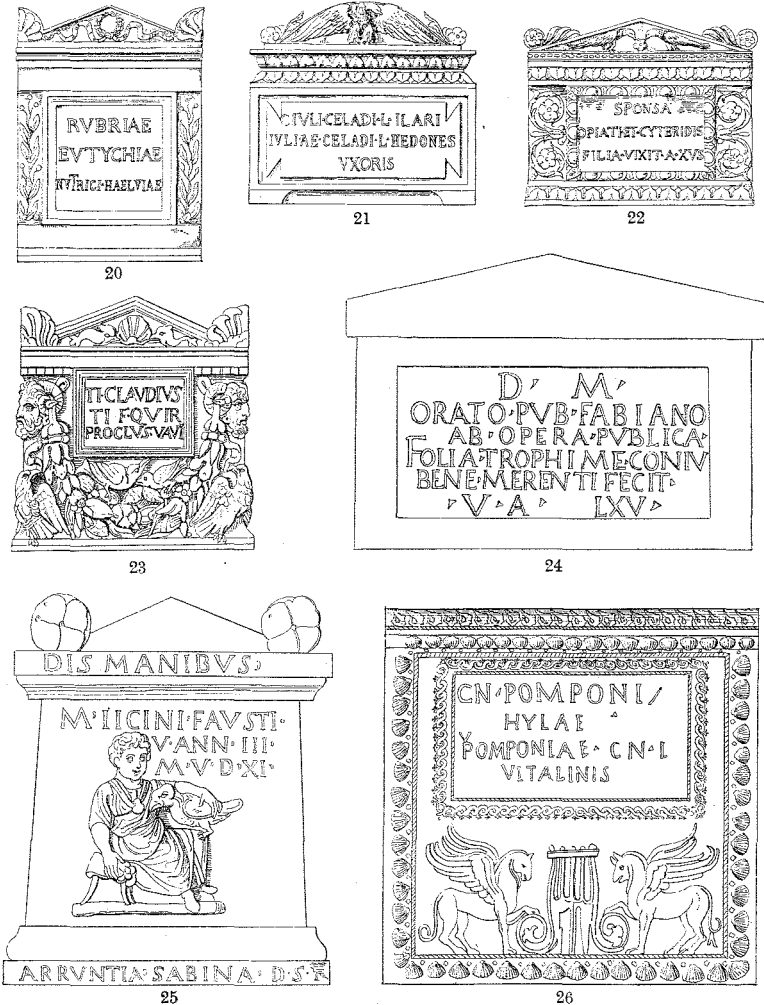 RVBRIAE
EVTYCHIAE
NVTRICI·HAELVIAE
20
C·IVLI·CELADI·L·ILARI
IVLIAE·CELADI·L·HEDONES
VXORIS
21
SPONSA
OPIATHET·CYTERIDIS
FILIA·VIXIT·A·XVS
22
TI·CLAVDIVS
TI F·QVIR
PROCLVS·VAVI
23
D, M,
ORATO·PVB·FABIANO
AB·OPERA·PVBLICA·
FOLIA·TROPHIME·CONIV
BENE·MERENTI FECIT·
V·A· LXV
24
DIS MANIBVS
M·IICINI·FAVSTI·
V·ANN·III·
M·V·D·XI·
ARRVNTIA·SABINA·D·S·F
25
CN·POMPONI/
HYLAE
POMPONIAE·CN·L
VITALINIS
26